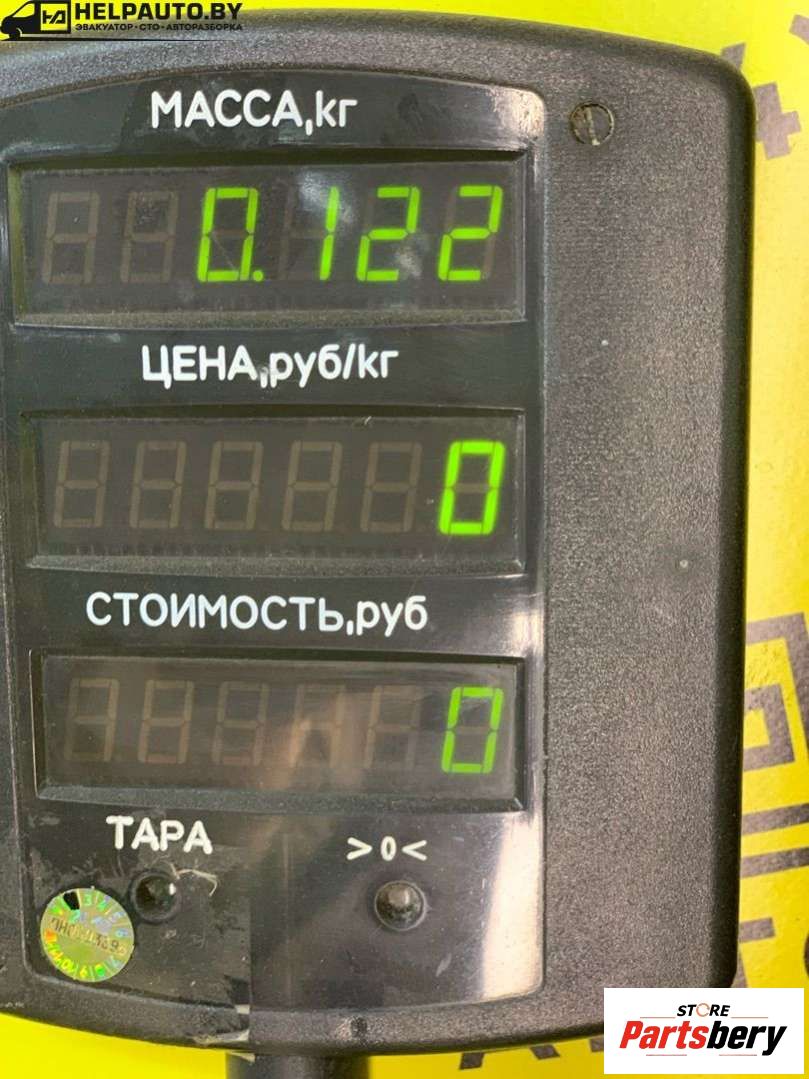 HELPAUTO.BY
ЭВАКУАТОР • СТО • АВТОРАЗБОРКА
МАССА,кг
0.122
ЦЕНА,руб/кг
0
СТОИМОСТЬ,руб
0
ТАРА
>0<
STORE
Partsbery